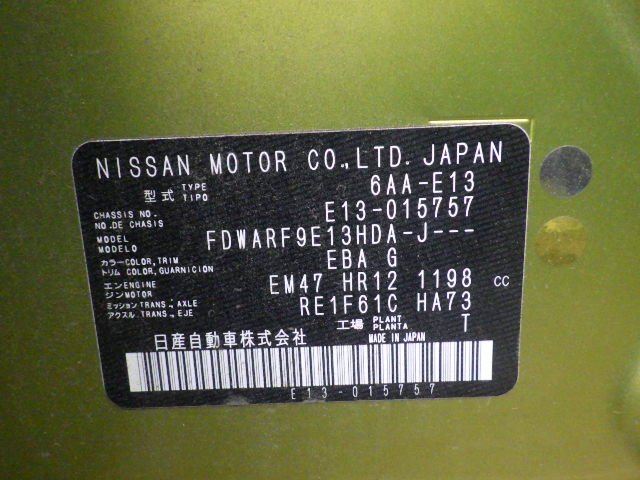 NISSAN MOTOR CO.,LTD. JAPAN
型式 TYPE TIPO 6AA-E13
CHASSIS NO. NO. DE CHASIS E13-015757
MODEL MODELO FDWARF9E13HDA-J---
カラー COLOR, TRIM トリム COLOR, GUARNICION EBA G
エンジン ENGINE MOTOR EM47 HR12 1198 CC
ミッション TRANS., AXLE アクスル TRANS., EJE RE1F61C HA73
工場 PLANT PLANTA T
日産自動車株式会社 MADE IN JAPAN
E13-015757